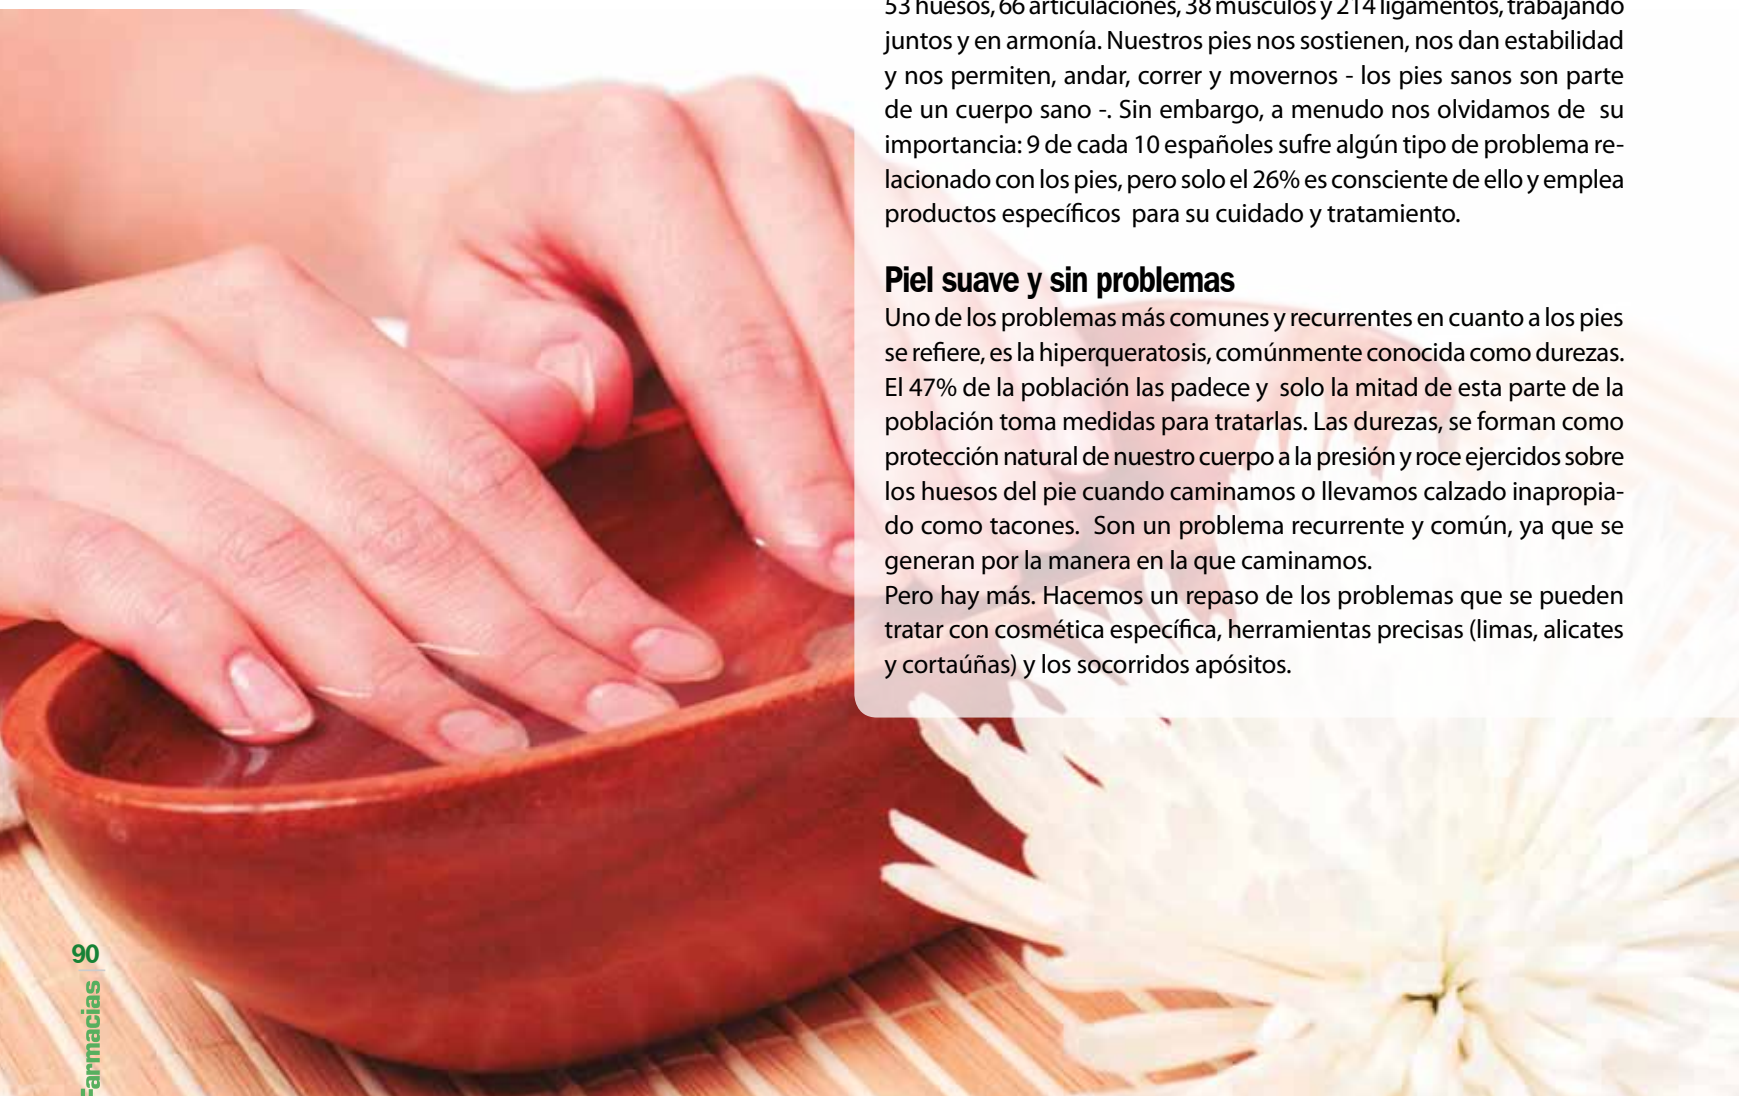 53 huesos, 66 articulaciones, 38 músculos y 214 ligamentos, trabajando
juntos y en armonía. Nuestros pies nos sostienen, nos dan estabilidad
y nos permiten, andar, correr y movernos - los pies sanos son parte
de un cuerpo sano -. Sin embargo, a menudo nos olvidamos de su
importancia: 9 de cada 10 españoles sufre algún tipo de problema re-
lacionado con los pies, pero solo el 26% es consciente de ello y emplea
productos específicos para su cuidado y tratamiento.
Piel suave y sin problemas
Uno de los problemas más comunes y recurrentes en cuanto a los pies
se refiere, es la hiperqueratosis, comúnmente conocida como durezas.
El 47% de la población las padece y solo la mitad de esta parte de la
población toma medidas para tratarlas. Las durezas, se forman como
protección natural de nuestro cuerpo a la presión y roce ejercidos sobre
los huesos del pie cuando caminamos o llevamos calzado inapropia-
do como tacones. Son un problema recurrente y común, ya que se
generan por la manera en la que caminamos.
Pero hay más. Hacemos un repaso de los problemas que se pueden
tratar con cosmética específica, herramientas precisas (limas, alicates
y cortaúñas) y los socorridos apósitos.
90
Farmacias